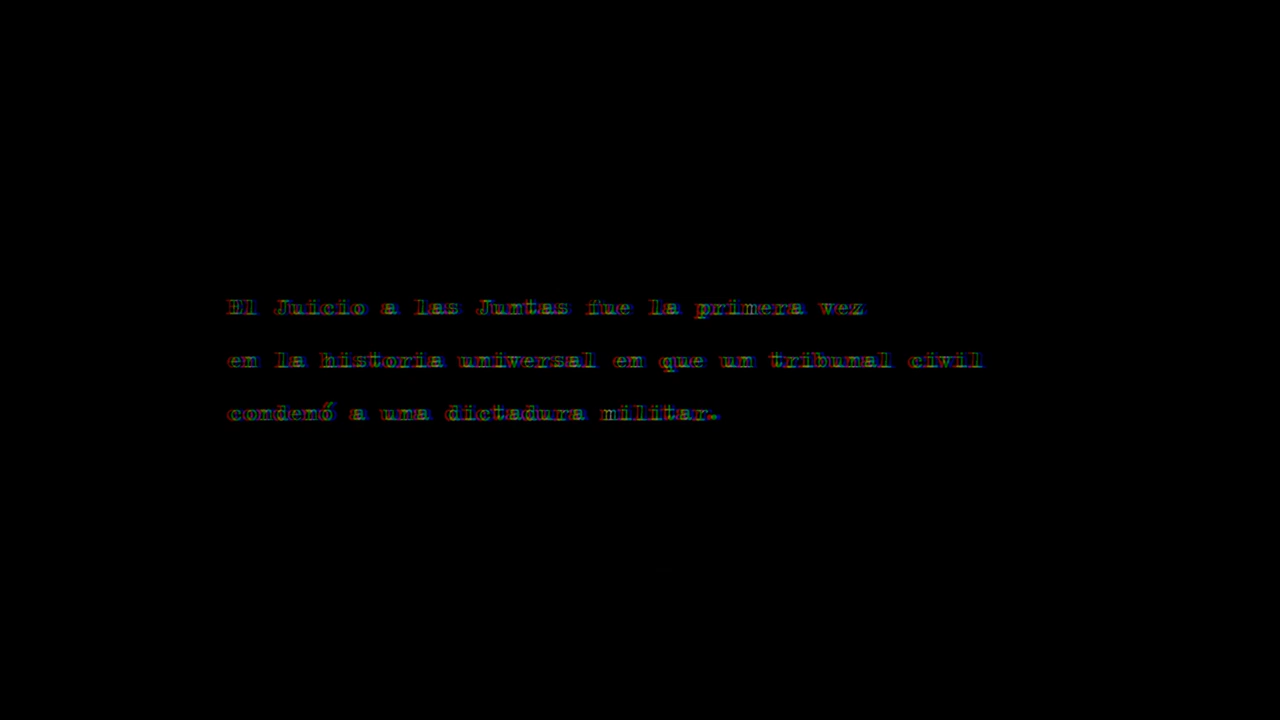 El Juicio a las Juntas fue la primera vez
en la historia universal en que un tribunal civil
condenó a una dictadura militar.